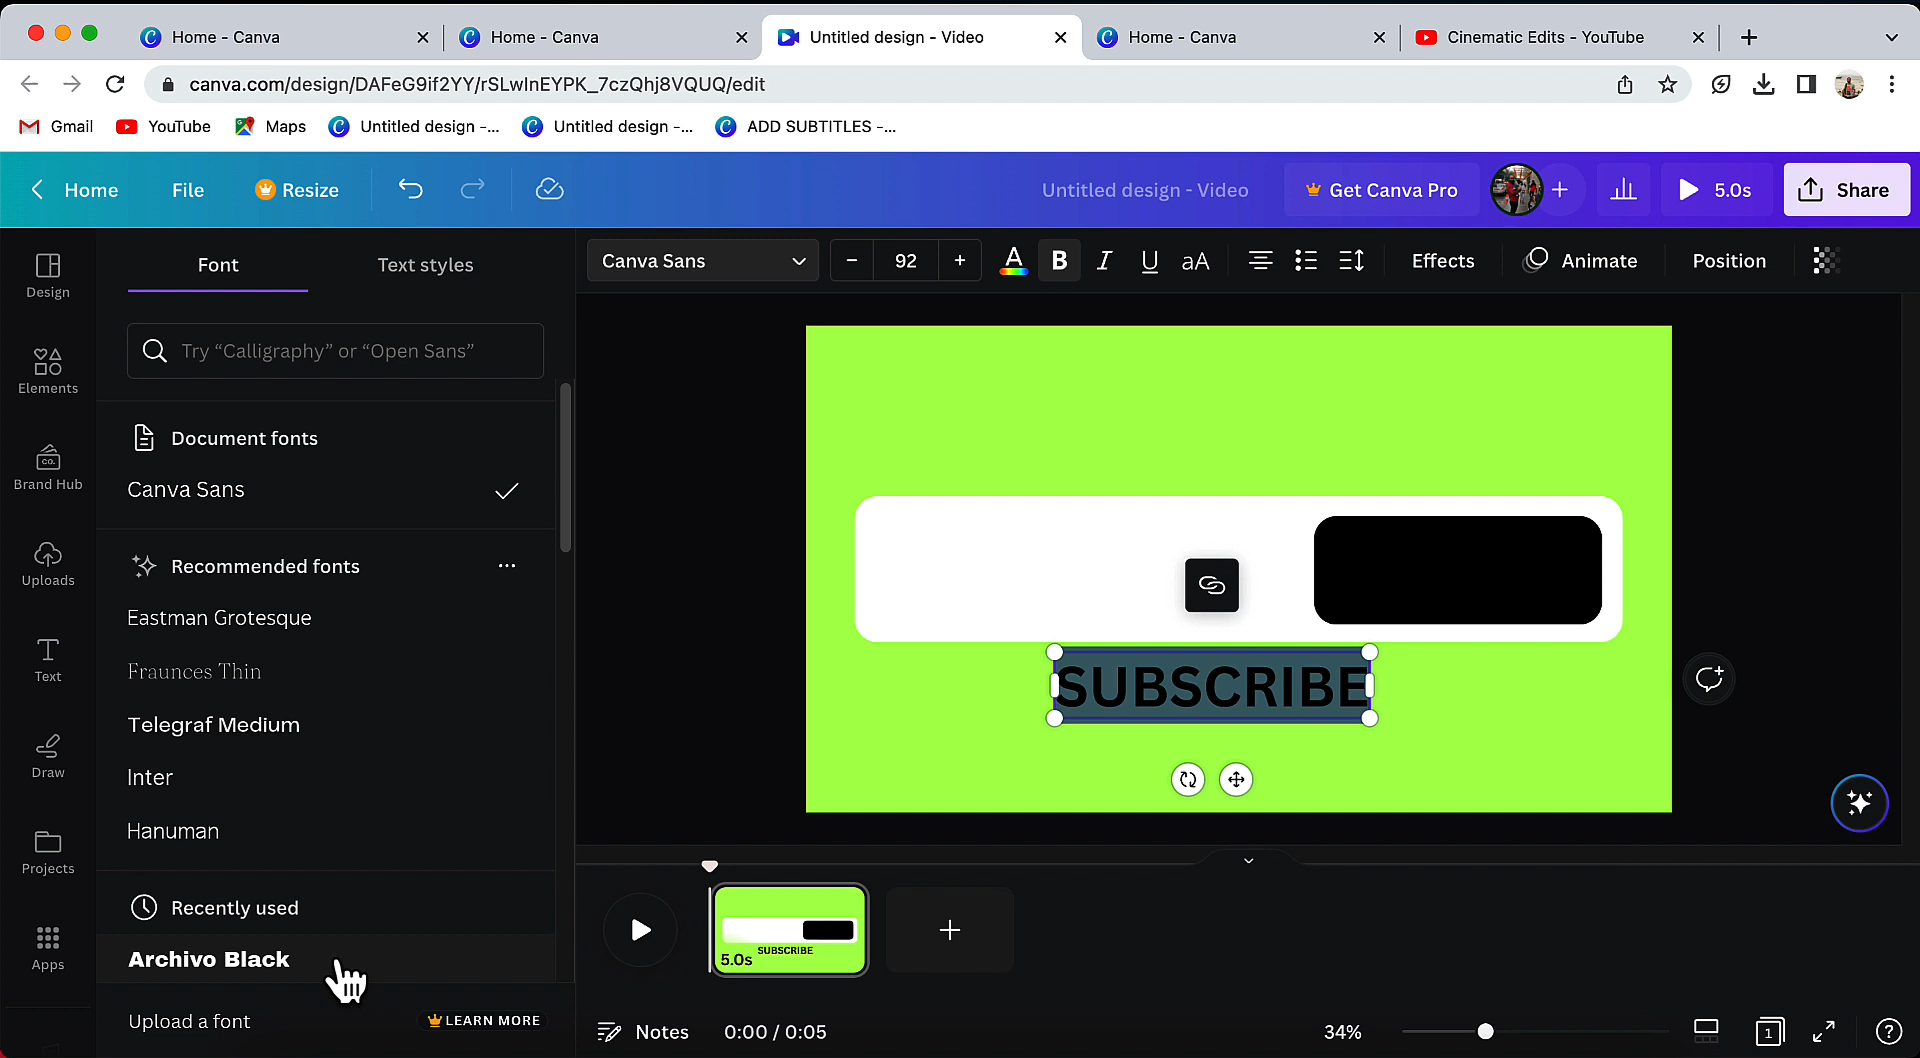 Home - Canva
Home - Canva
Untitled design - Video
Home - Canva
Cinematic Edits - YouTube
canva.com/design/DAFeG9if2YY/rSLwInEYPK_7czQhj8VQUQ/edit
Gmail
YouTube
Maps
Untitled design -...
Untitled design -...
ADD SUBTITLES -...
Home
File
Resize
Untitled design - Video
Get Canva Pro
5.0s
Share
Font
Text styles
Canva Sans
92
A
B
I
U
aA
Effects
Animate
Position
Design
Elements
CO.
Brand Hub
Uploads
Text
Draw
Projects
Apps
Try “Calligraphy” or “Open Sans”
Document fonts
Canva Sans
Recommended fonts
Eastman Grotesque
Fraunces Thin
Telegraf Medium
Inter
Hanuman
Recently used
Archivo Black
Upload a font
LEARN MORE
SUBSCRIBE
SUBSCRIBE
5.0s
Notes
0:00 / 0:05
34%
1